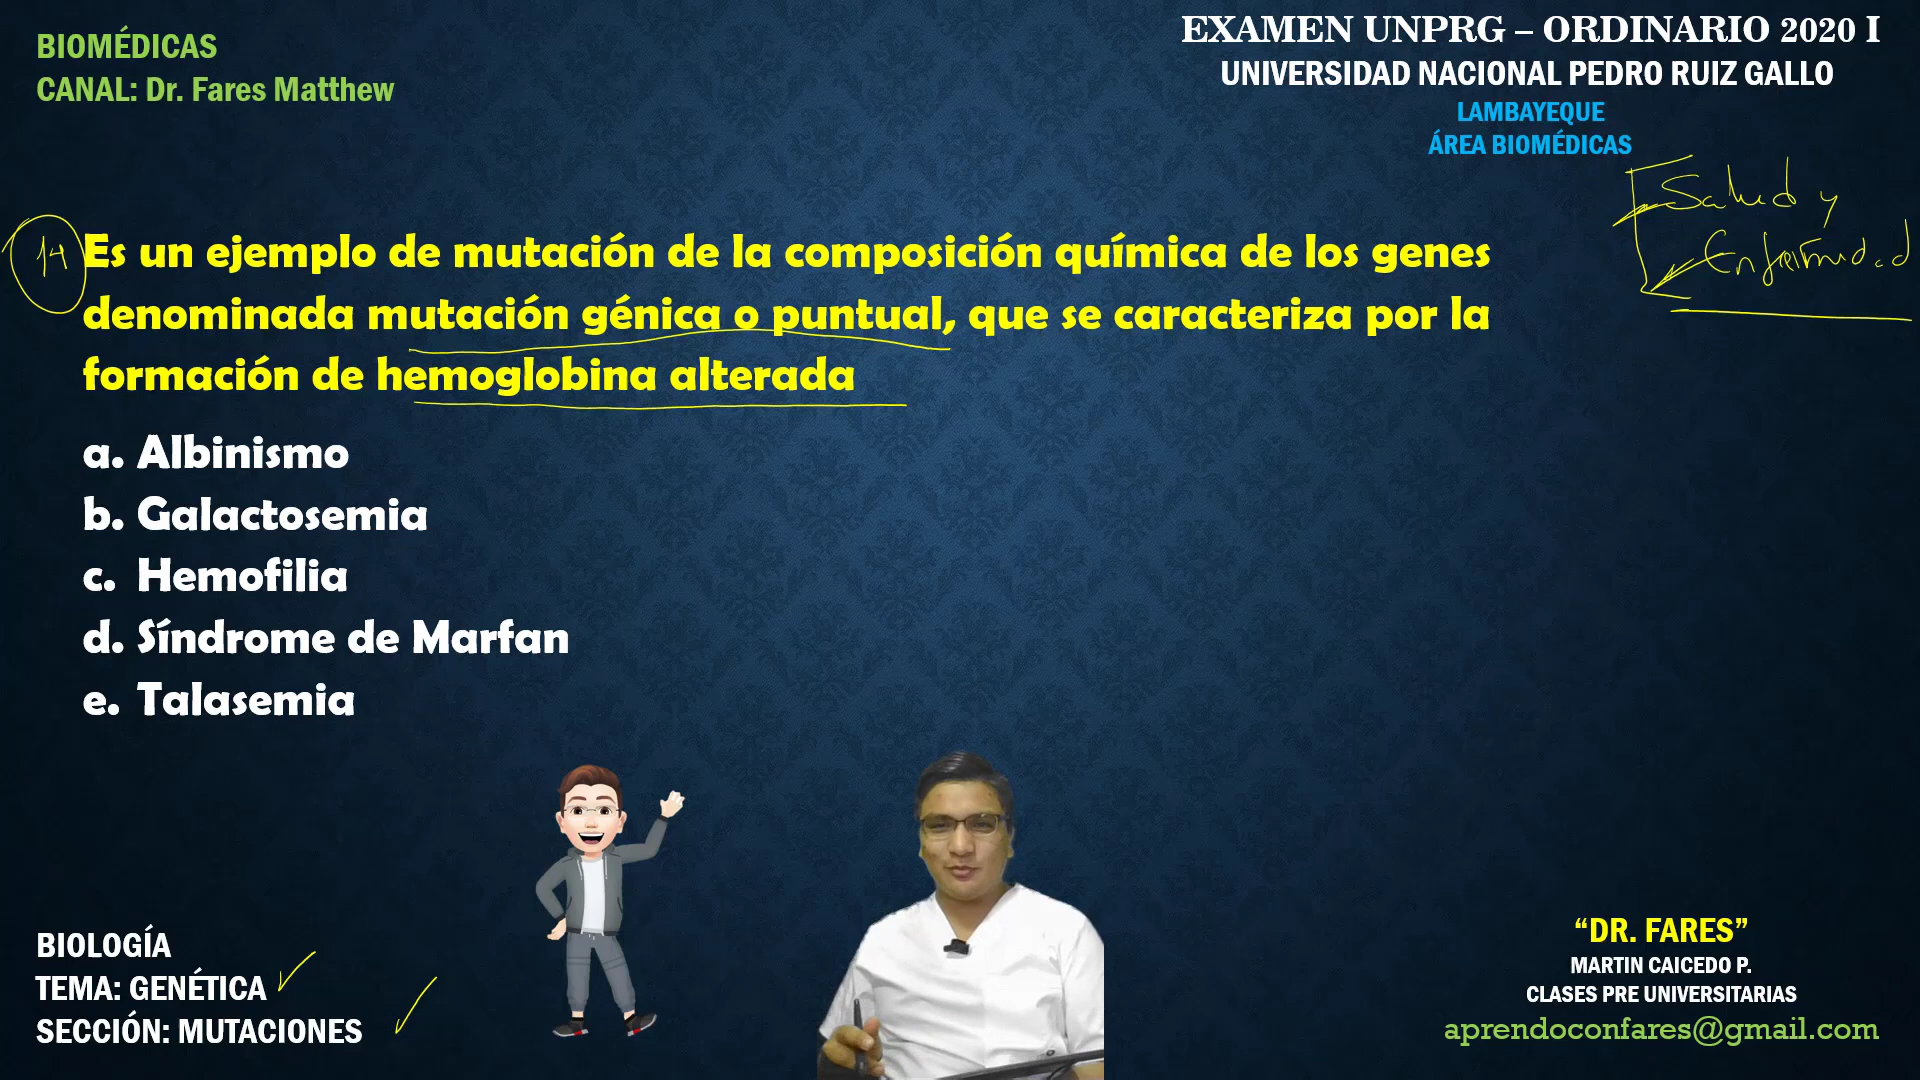 BIOMÉDICAS
CANAL: Dr. Fares Matthew
EXAMEN UNPRG – ORDINARIO 2020 I
UNIVERSIDAD NACIONAL PEDRO RUIZ GALLO
LAMBAYEQUE
ÁREA BIOMÉDICAS
Salud y
Enfermedad
14
Es un ejemplo de mutación de la composición química de los genes
denominada mutación génica o puntual, que se caracteriza por la
formación de hemoglobina alterada
a. Albinismo
b. Galactosemia
c. Hemofilia
d. Síndrome de Marfan
e. Talasemia
BIOLOGÍA
TEMA: GENÉTICA
SECCIÓN: MUTACIONES
“DR. FARES”
MARTIN CAICEDO P.
CLASES PRE UNIVERSITARIAS
aprendoconfares@gmail.com